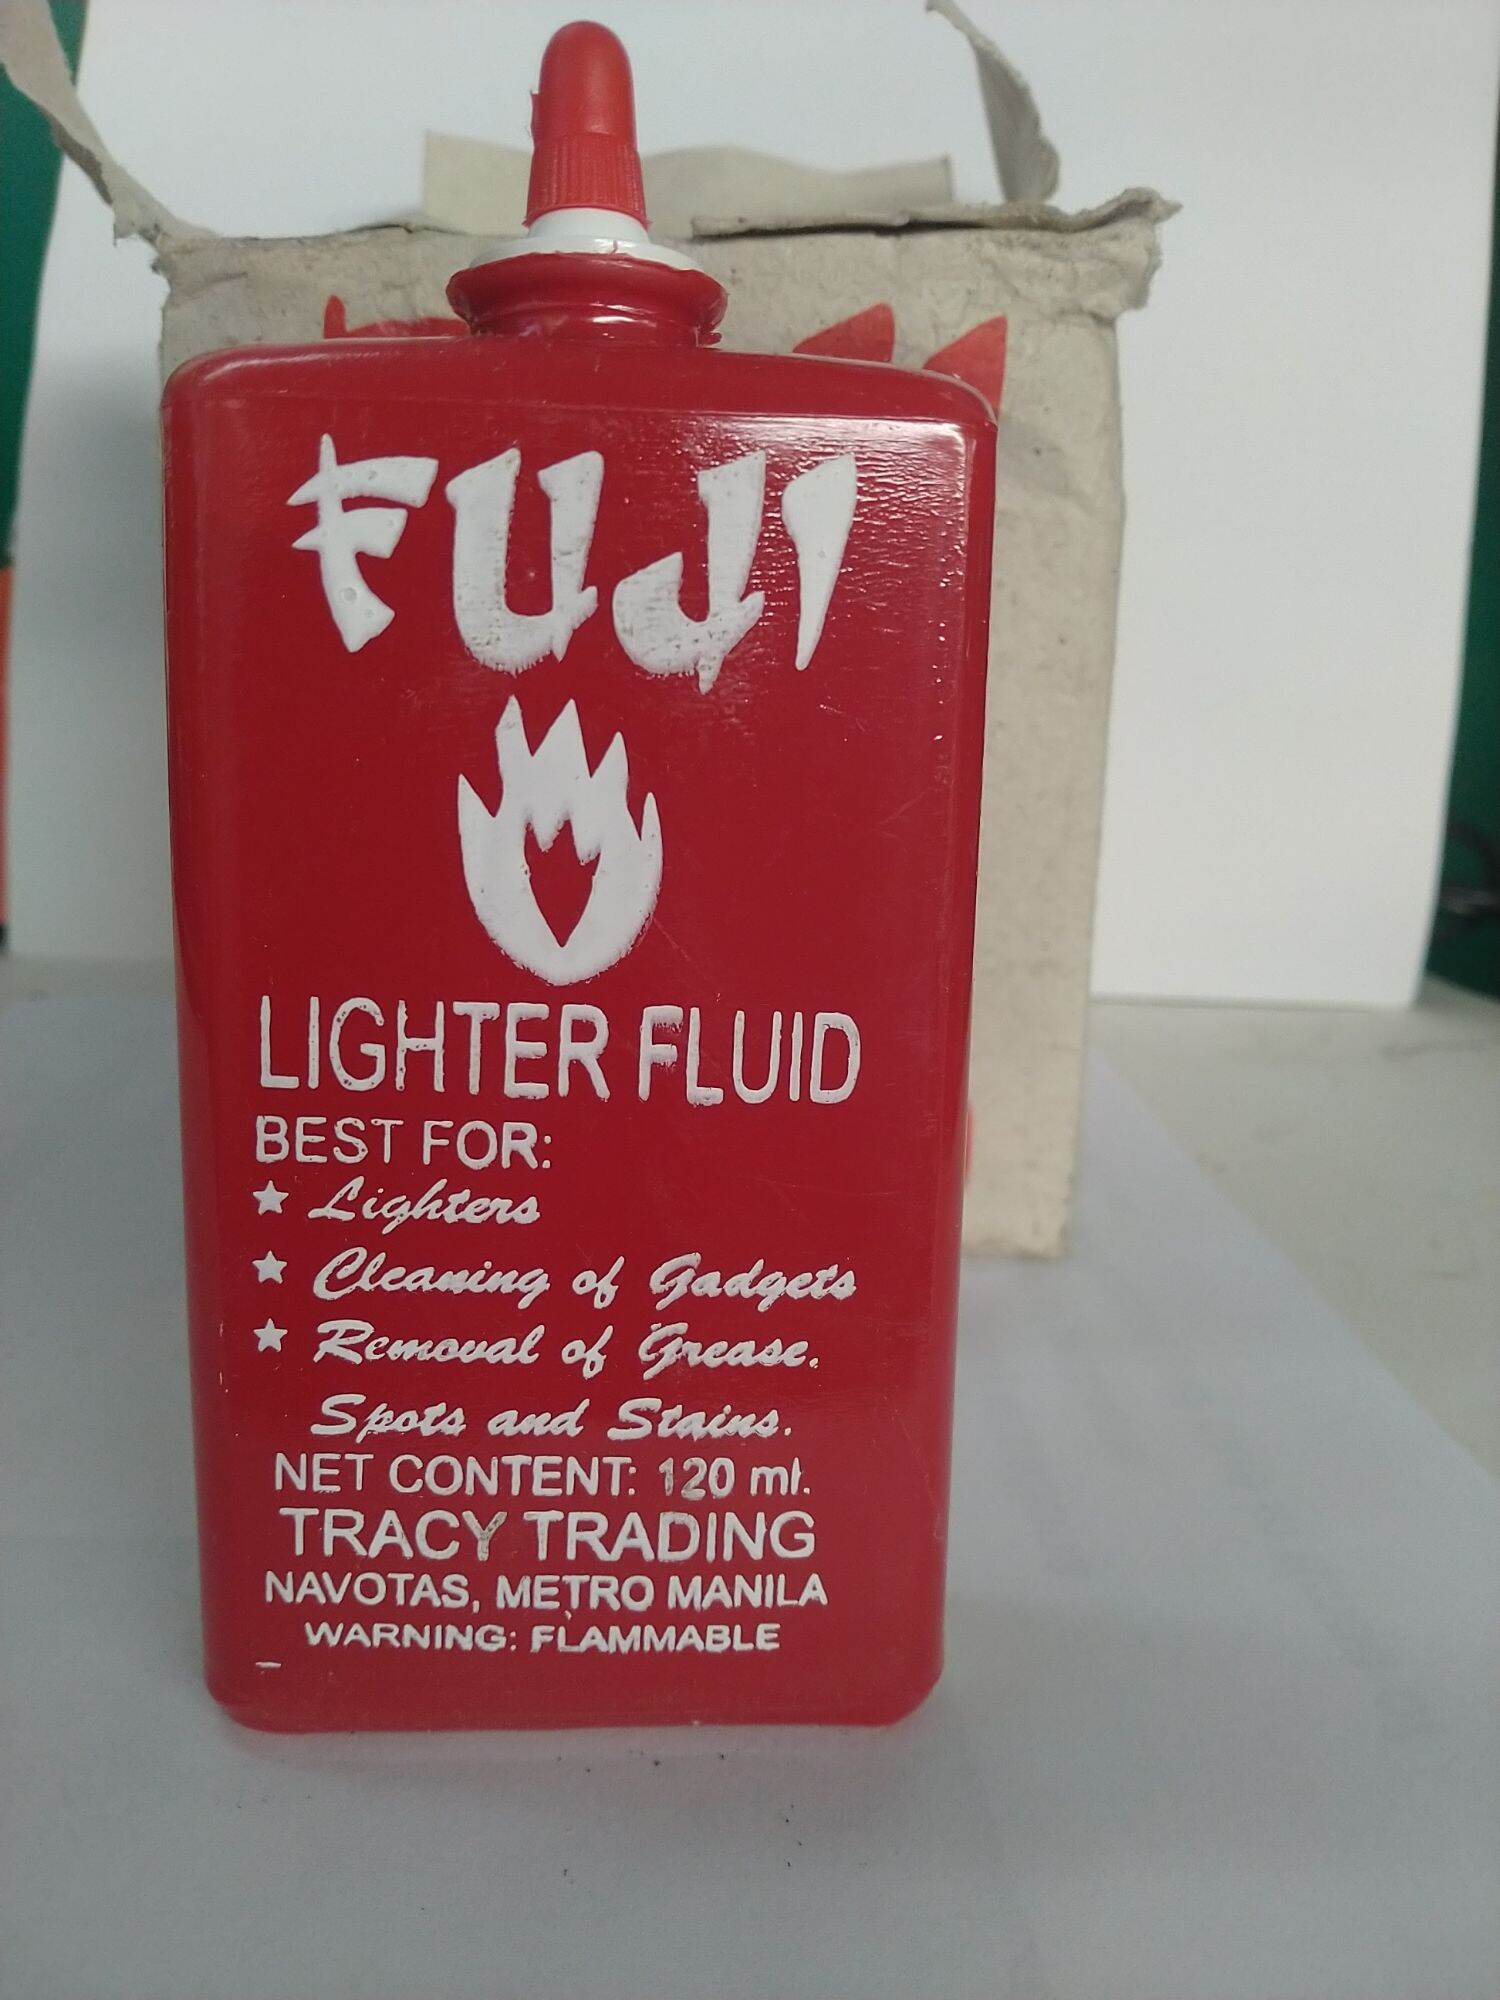 FUJI
LIGHTER FLUID
BEST FOR:
★ Lighters
★ Cleaning of Gadgets
★ Removal of Grease.
Spots and Stains.
NET CONTENT: 120 ml.
TRACY TRADING
NAVOTAS, METRO MANILA
WARNING: FLAMMABLE